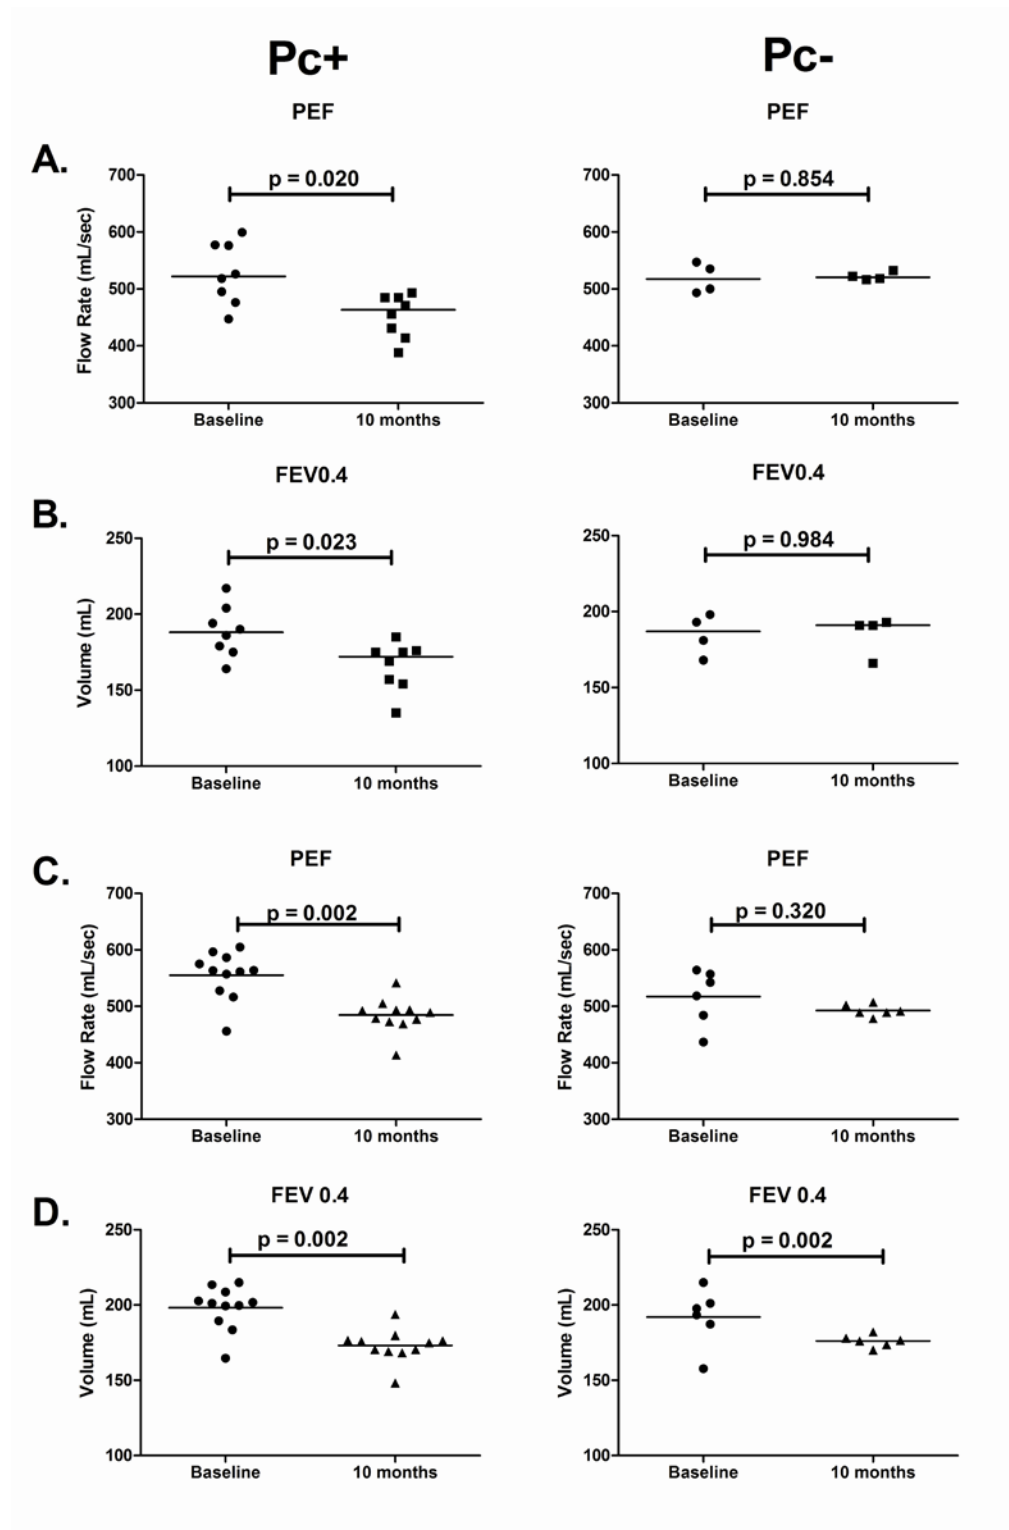 Pc+
Pc-
PEF
PEF
A.
700
600
500
400
300
Flow Rate (mL/sec)
p = 0.020
Baseline
10 months
700
600
500
400
300
p = 0.854
Baseline
10 months
FEV0.4
FEV0.4
B.
250
200
150
100
Volume (mL)
p = 0.023
Baseline
10 months
250
200
150
100
p = 0.984
Baseline
10 months
PEF
PEF
C.
700
600
500
400
300
Flow Rate (mL/sec)
p = 0.002
Baseline
10 months
700
600
500
400
300
Flow Rate (mL/sec)
p = 0.320
Baseline
10 months
FEV 0.4
FEV 0.4
D.
250
200
150
100
Volume (mL)
p = 0.002
Baseline
10 months
250
200
150
100
Volume (mL)
p = 0.002
Baseline
10 months